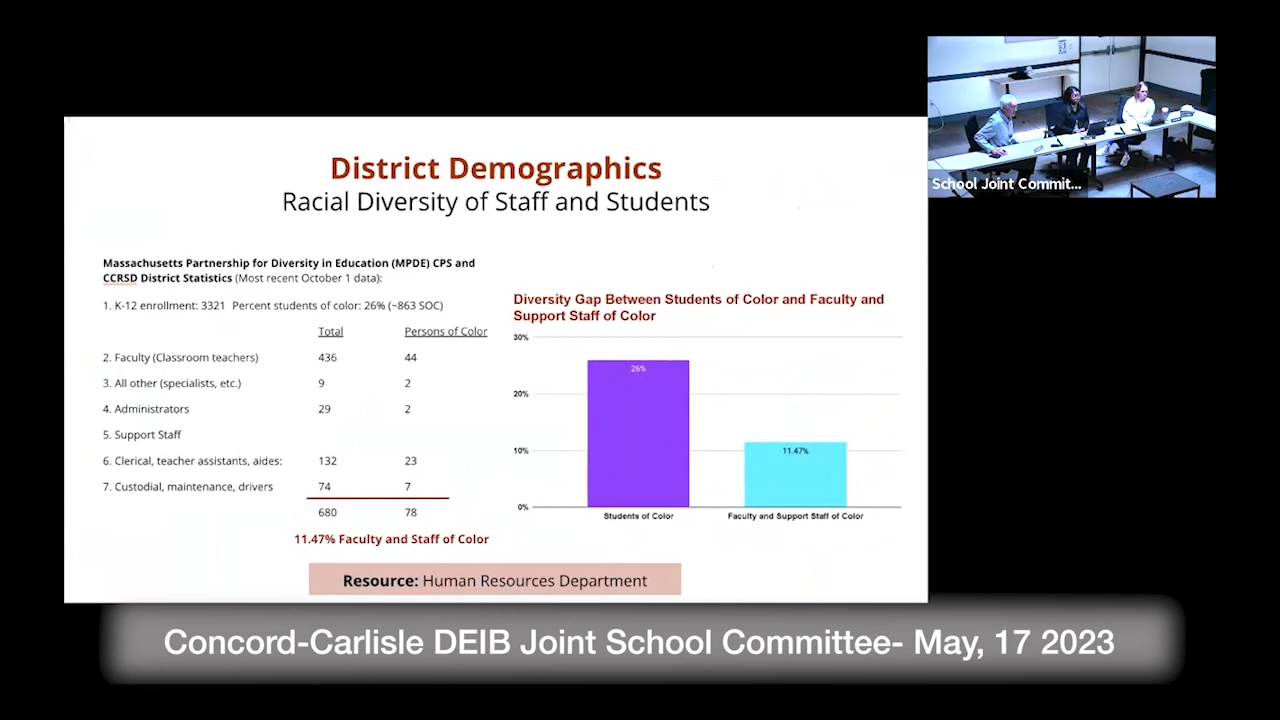 District Demographics
Racial Diversity of Staff and Students
Massachusetts Partnership for Diversity in Education (MPDE) CPS and
CCRSD District Statistics (Most recent October 1 data):
1. K-12 enrollment: 3321 Percent students of color: 26% (~863 SOC)
Total Persons of Color
2. Faculty (Classroom teachers) 436 44
3. All other (specialists, etc.) 9 2
4. Administrators 29 2
5. Support Staff
6. Clerical, teacher assistants, aides: 132 23
7. Custodial, maintenance, drivers 74 7
680 78
11.47% Faculty and Staff of Color
Diversity Gap Between Students of Color and Faculty and
Support Staff of Color
30%
20%
10%
0%
26%
11.47%
Students of Color
Faculty and Support Staff of Color
Resource: Human Resources Department
School Joint Commit...
Concord-Carlisle DEIB Joint School Committee- May, 17 2023